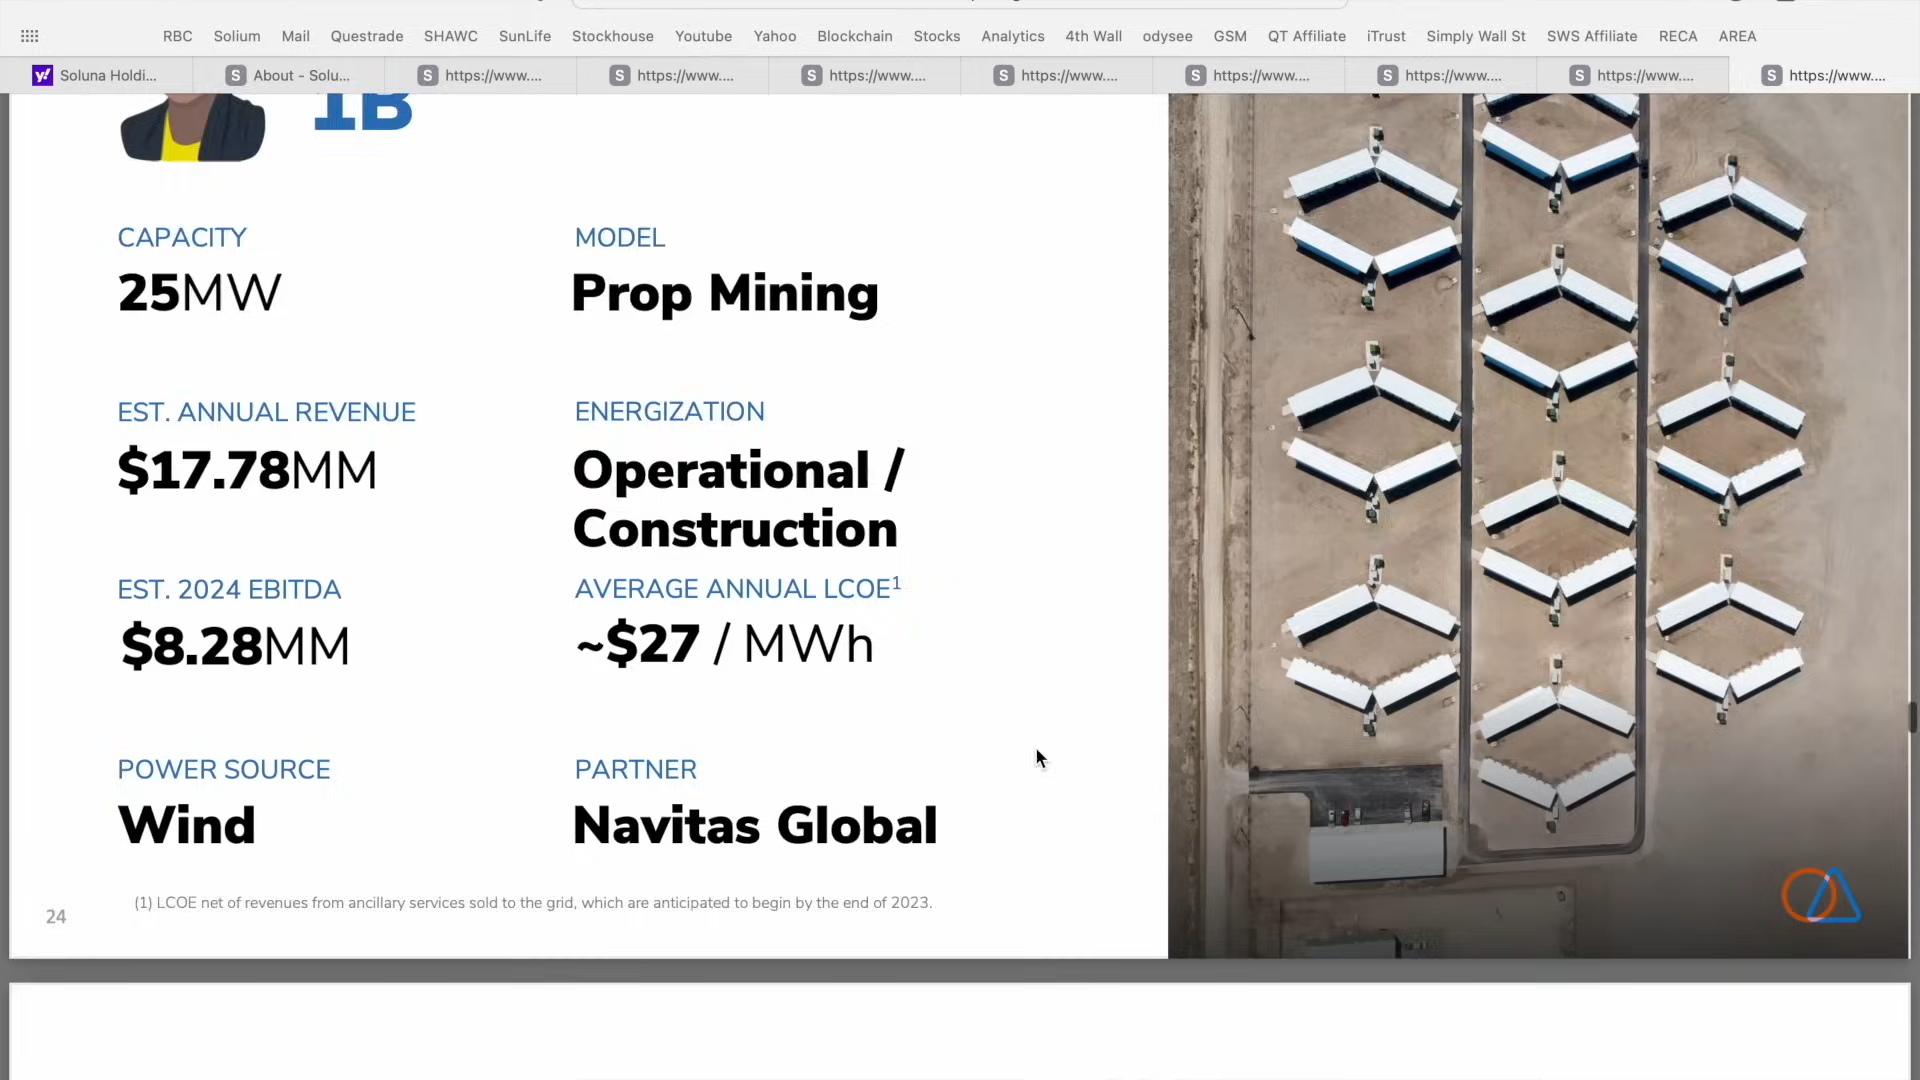 RBC Solium Mail Questrade SHAWC SunLife Stockhouse Youtube Yahoo Blockchain Stocks Analytics 4th Wall odysee GSM QT Affiliate iTrust Simply Wall St SWS Affiliate RECA AREA
y! Soluna Holdi... S About - Solu... S https://www.... S https://www.... S https://www.... S https://www.... S https://www.... S https://www.... S https://www.... S https://www....
1B
CAPACITY
25MW
MODEL
Prop Mining
EST. ANNUAL REVENUE
$17.78MM
ENERGIZATION
Operational /
Construction
EST. 2024 EBITDA
$8.28MM
AVERAGE ANNUAL LCOE1
~$27 / MWh
POWER SOURCE
Wind
PARTNER
Navitas Global
(1) LCOE net of revenues from ancillary services sold to the grid, which are anticipated to begin by the end of 2023.
24